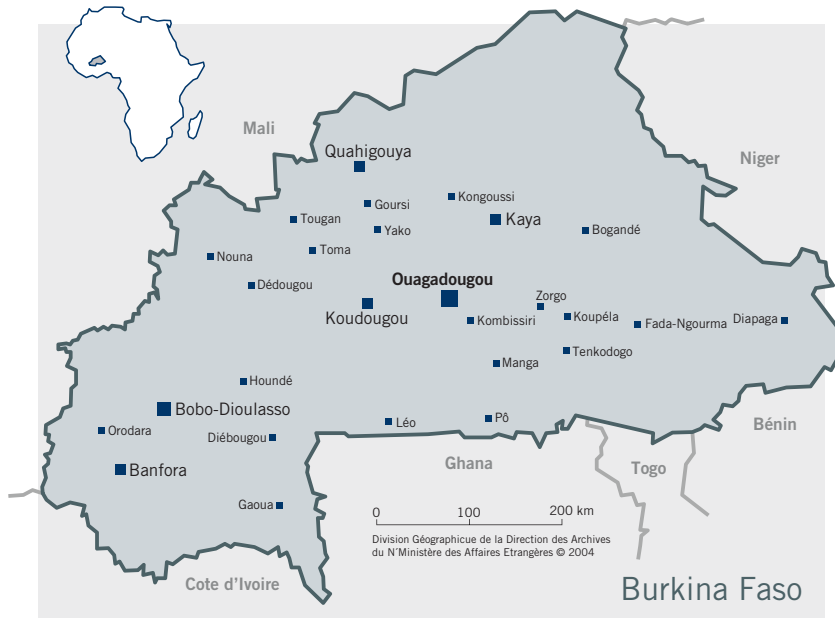 Mali
Quahigouya
Niger
Kongoussi
Goursi
Tougan
Kaya
Yako
Bogandé
Toma
Nouna
Ouagadougou
Dédougou
Zorgo
Koudougou
Kombissiri
Koupéla
Fada-Ngourma
Diapaga
Tenkodogo
Manga
Houndé
Bobo-Dioulasso
Orodara
Diébougou
Léo
Pô
Bénin
Banfora
Ghana
Togo
Gaoua
0 100 200 km
Division Géographicue de la Direction des Archives
du N´Ministère des Affaires Etrangères © 2004
Cote d’Ivoire
Burkina Faso